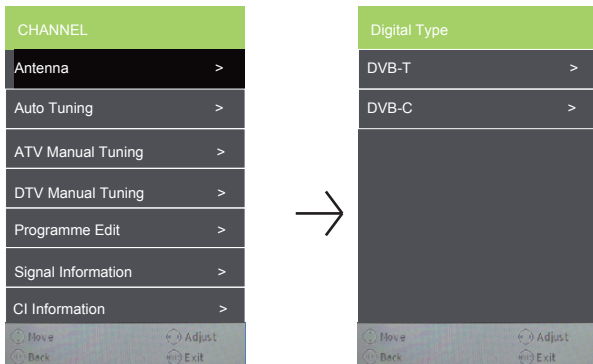 CHANNEL
Antenna >
Auto Tuning >
ATV Manual Tuning >
DTV Manual Tuning >
Programme Edit >
Signal Information >
CI Information >
Move Adjust
Back Exit
Digital Type
DVB-T >
DVB-C >
Move Adjust
Back Exit